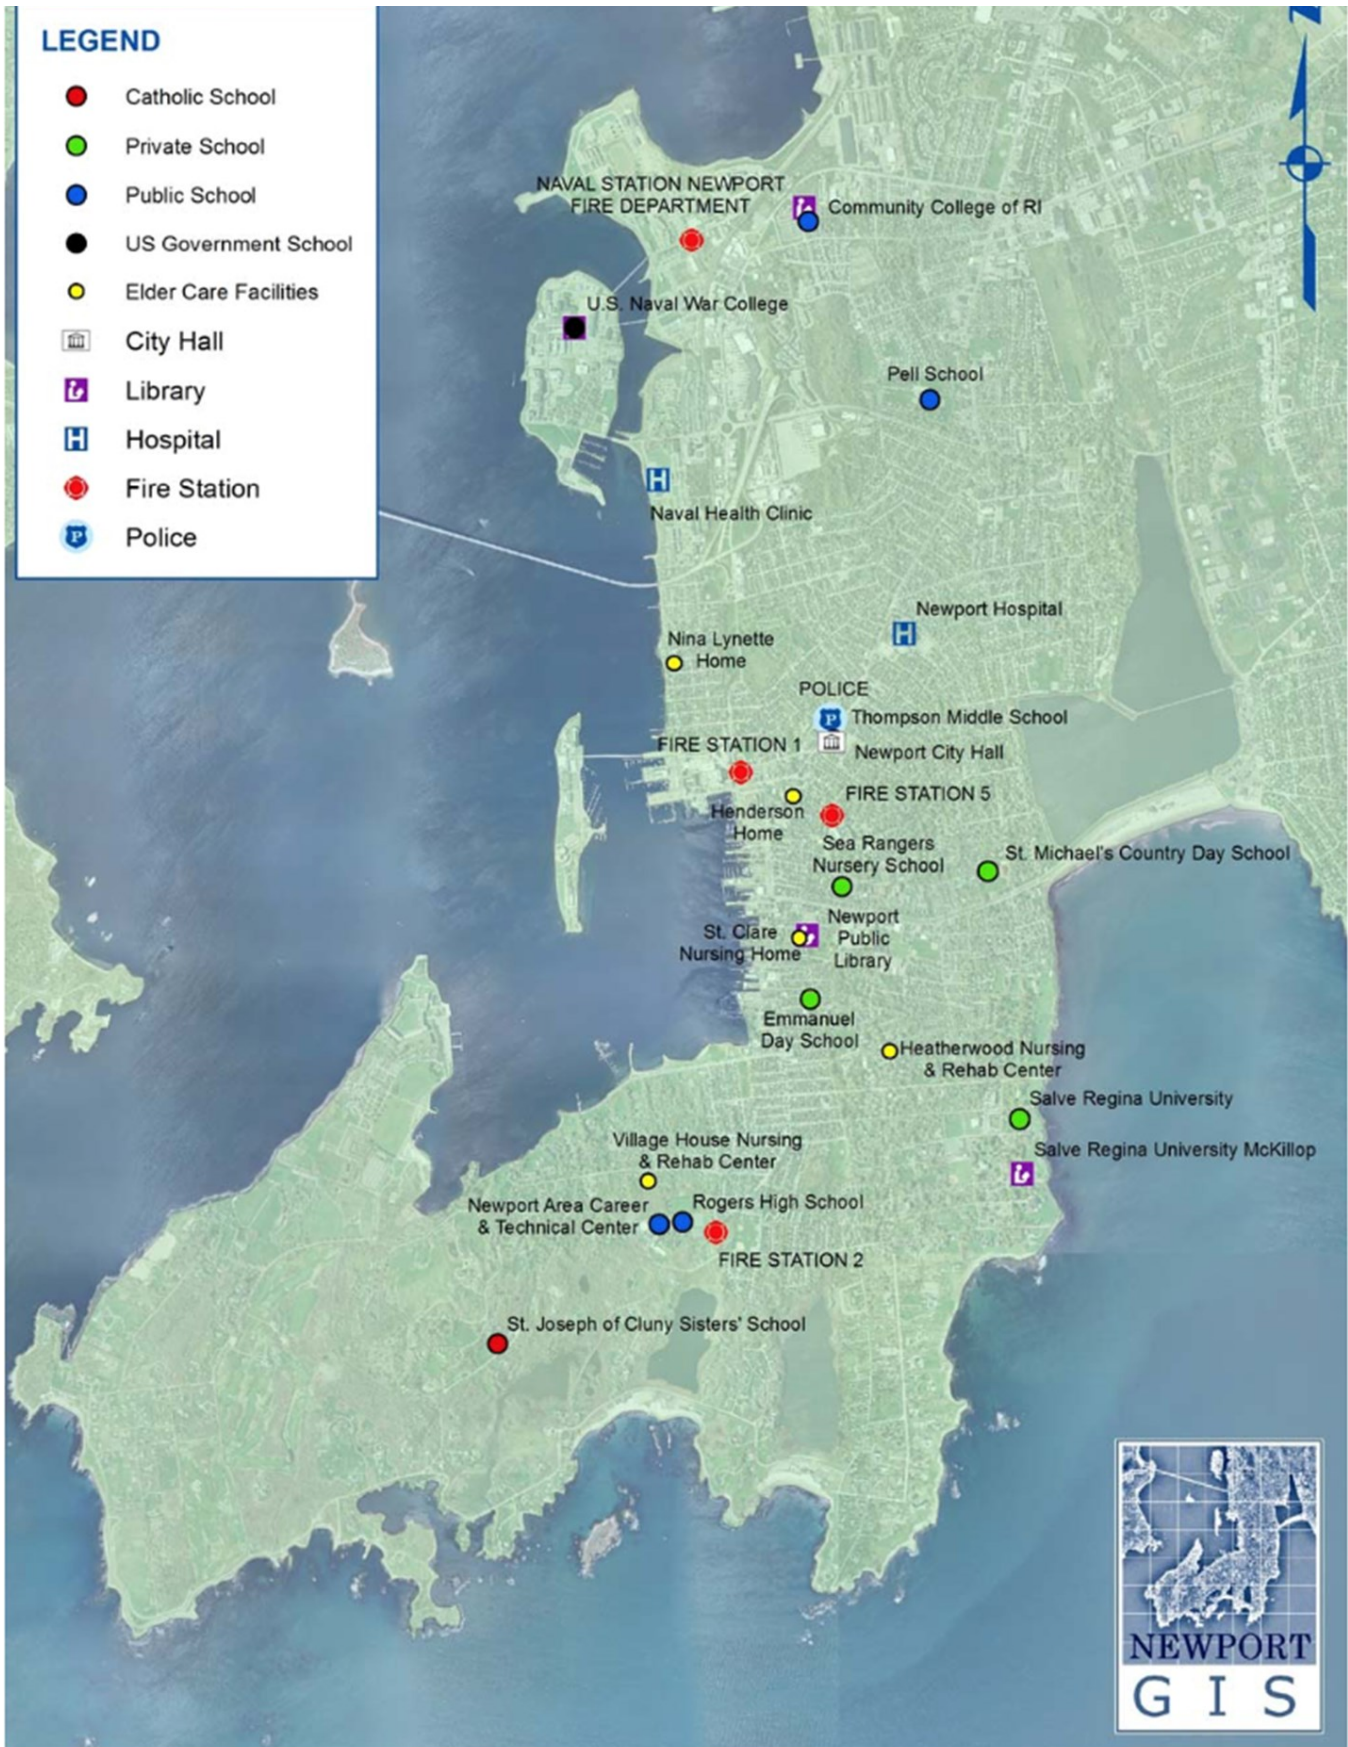 LEGEND
Catholic School
Private School
Public School
US Government School
Elder Care Facilities
City Hall
Library
H
Hospital
Fire Station
P
Police
N
NAVAL STATION NEWPORT
FIRE DEPARTMENT
Community College of RI
U.S. Naval War College
Pell School
H
Naval Health Clinic
Newport Hospital
H
Nina Lynette
Home
POLICE
P
Thompson Middle School
Newport City Hall
FIRE STATION 1
FIRE STATION 5
Henderson
Home
Sea Rangers
Nursery School
St. Michael's Country Day School
St. Clare
Nursing Home
Newport
Public
Library
Emmanuel
Day School
Heatherwood Nursing
& Rehab Center
Salve Regina University
Salve Regina University McKillop
Village House Nursing
& Rehab Center
Newport Area Career
& Technical Center
Rogers High School
FIRE STATION 2
St. Joseph of Cluny Sisters' School
NEWPORT
GIS